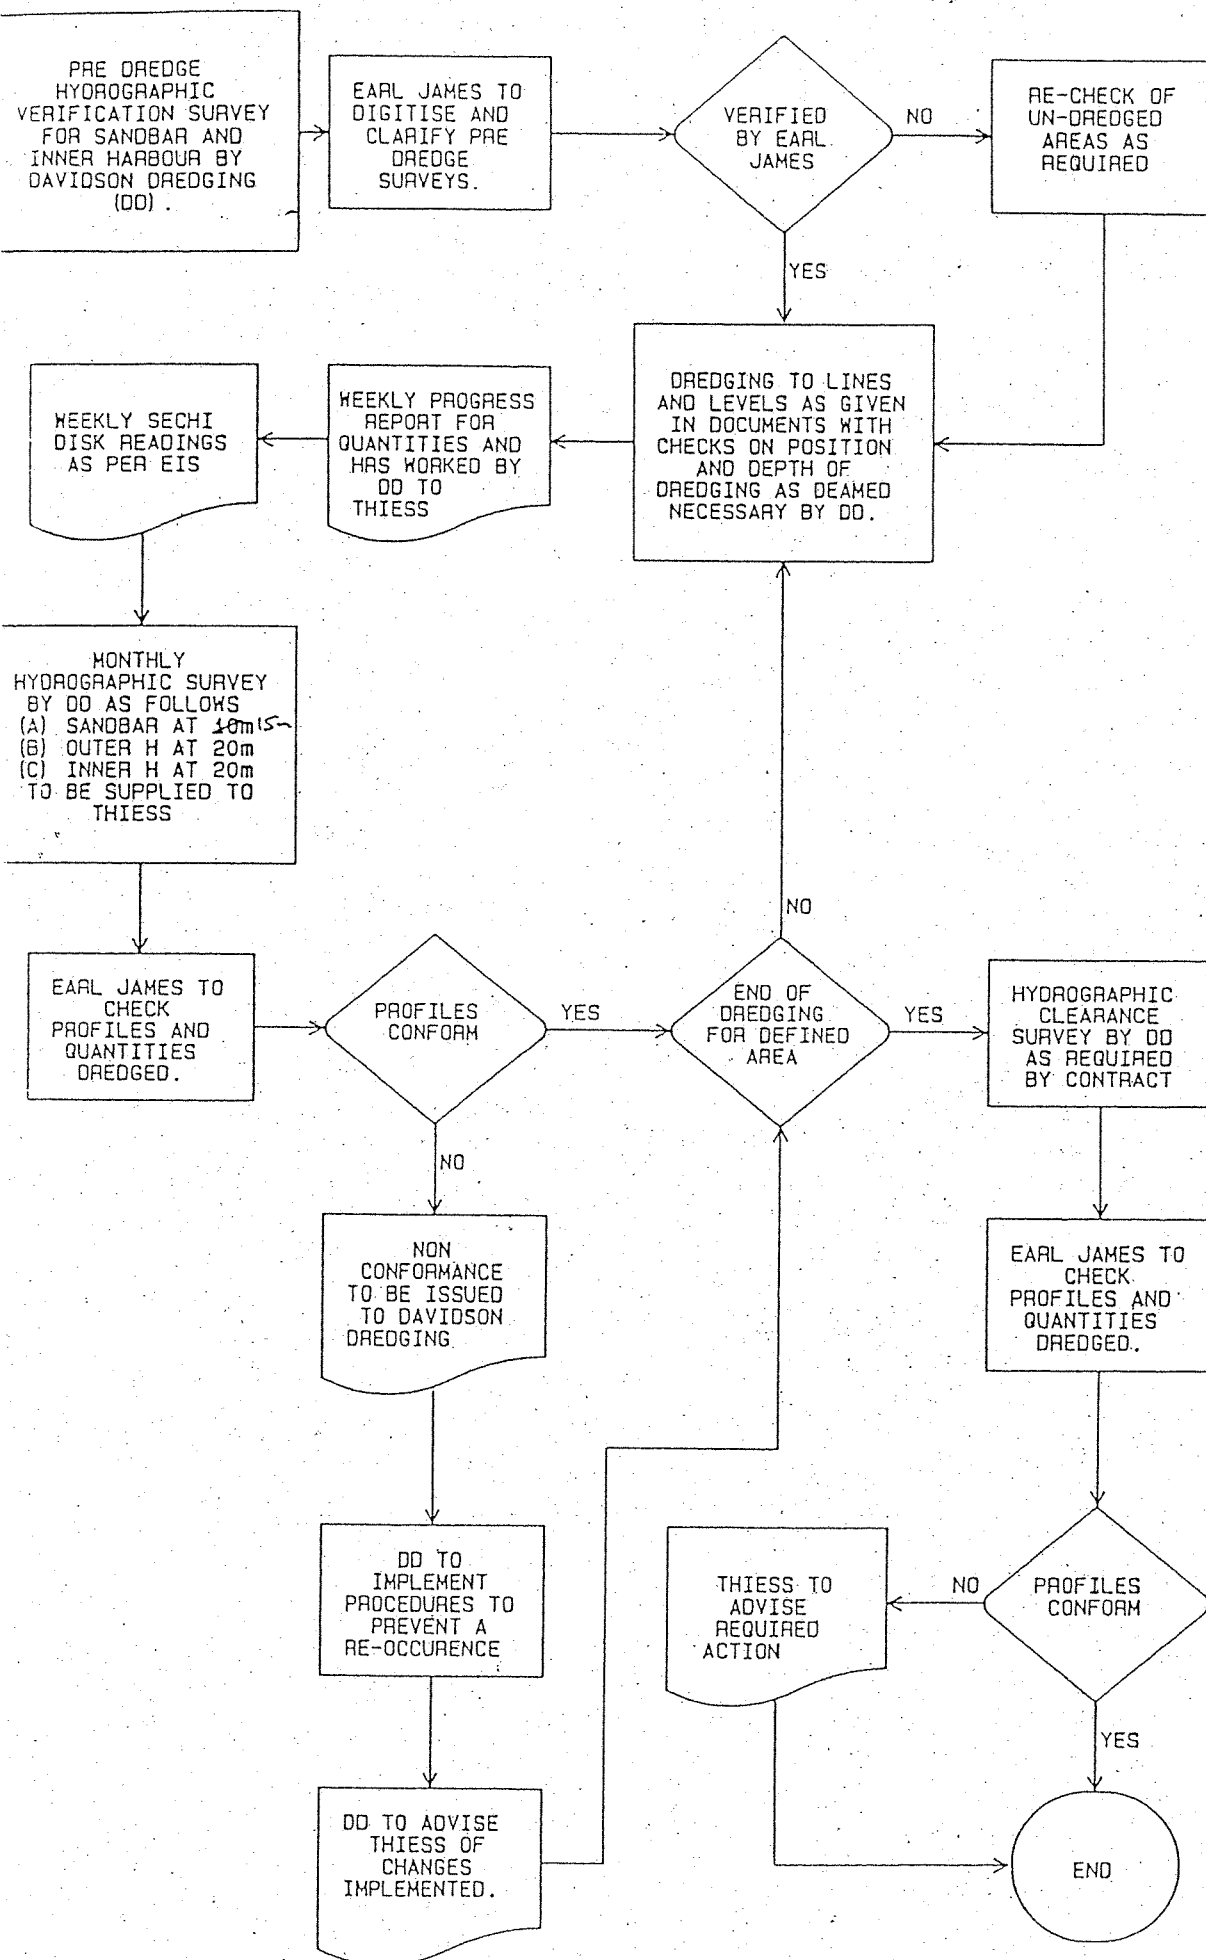 PRE DREDGE
HYDROGRAPHIC
VERIFICATION SURVEY
FOR SANDBAR AND
INNER HARBOUR BY
DAVIDSON DREDGING
(DD).
EARL JAMES TO
DIGITISE AND
CLARIFY PRE
DREDGE
SURVEYS.
VERIFIED
BY EARL
JAMES
NO
RE-CHECK OF
UN-DREDGED
AREAS AS
REQUIRED
YES
DREDGING TO LINES
AND LEVELS AS GIVEN
IN DOCUMENTS WITH
CHECKS ON POSITION
AND DEPTH OF
DREDGING AS DEAMED
NECESSARY BY DD.
WEEKLY PROGRESS
REPORT FOR
QUANTITIES AND
HRS WORKED BY
DD TO
THIESS
WEEKLY SECHI
DISK READINGS
AS PER EIS
MONTHLY
HYDROGRAPHIC SURVEY
BY DD AS FOLLOWS
(A) SANDBAR AT 10m 15m
(B) OUTER H AT 20m
(C) INNER H AT 20m
TO BE SUPPLIED TO
THIESS
EARL JAMES TO
CHECK
PROFILES AND
QUANTITIES
DREDGED.
PROFILES
CONFORM
YES
NO
END OF
DREDGING
FOR DEFINED
AREA
NO
YES
HYDROGRAPHIC
CLEARANCE
SURVEY BY DD
AS REQUIRED
BY CONTRACT
NON
CONFORMANCE
TO BE ISSUED
TO DAVIDSON
DREDGING
EARL JAMES TO
CHECK
PROFILES AND
QUANTITIES
DREDGED.
DD TO
IMPLEMENT
PROCEDURES TO
PREVENT A
RE-OCCURENCE
THIESS TO
ADVISE
REQUIRED
ACTION
NO
PROFILES
CONFORM
YES
DD TO ADVISE
THIESS OF
CHANGES
IMPLEMENTED.
END